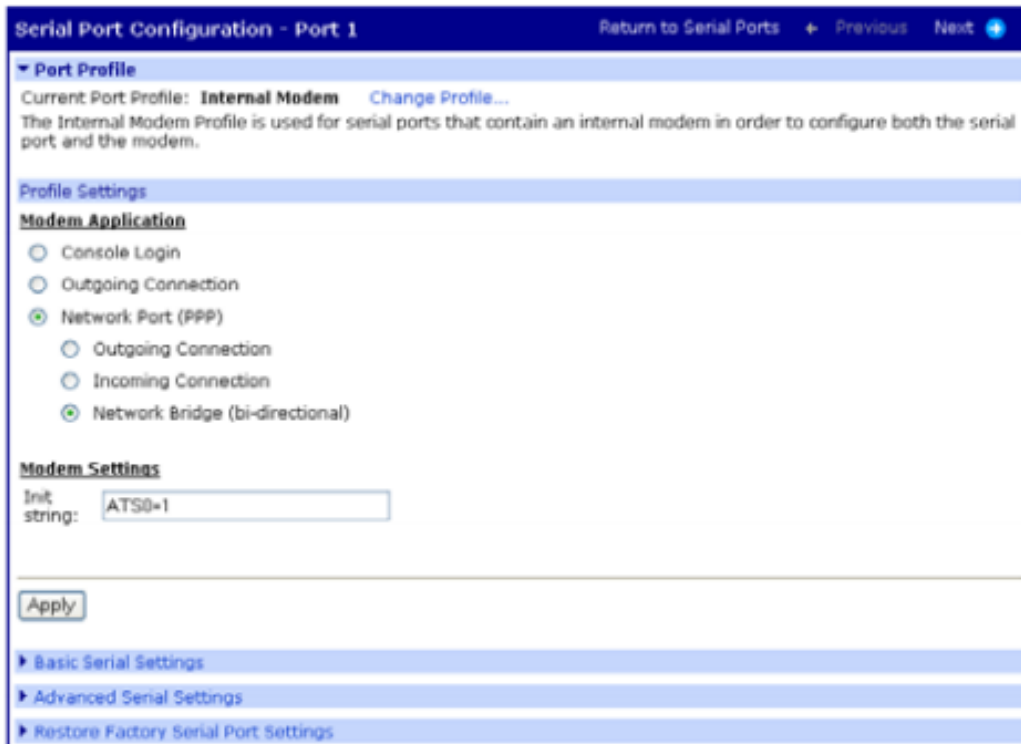 Serial Port Configuration - Port 1 Return to Serial Ports Previous Next
Port Profile
Current Port Profile: Internal Modem Change Profile...
The Internal Modem Profile is used for serial ports that contain an internal modem in order to configure both the serial
port and the modem.
Profile Settings
Modem Application
Console Login
Outgoing Connection
Network Port (PPP)
Outgoing Connection
Incoming Connection
Network Bridge (bi-directional)
Modem Settings
Init
string: ATS0=1
Apply
Basic Serial Settings
Advanced Serial Settings
Restore Factory Serial Port Settings